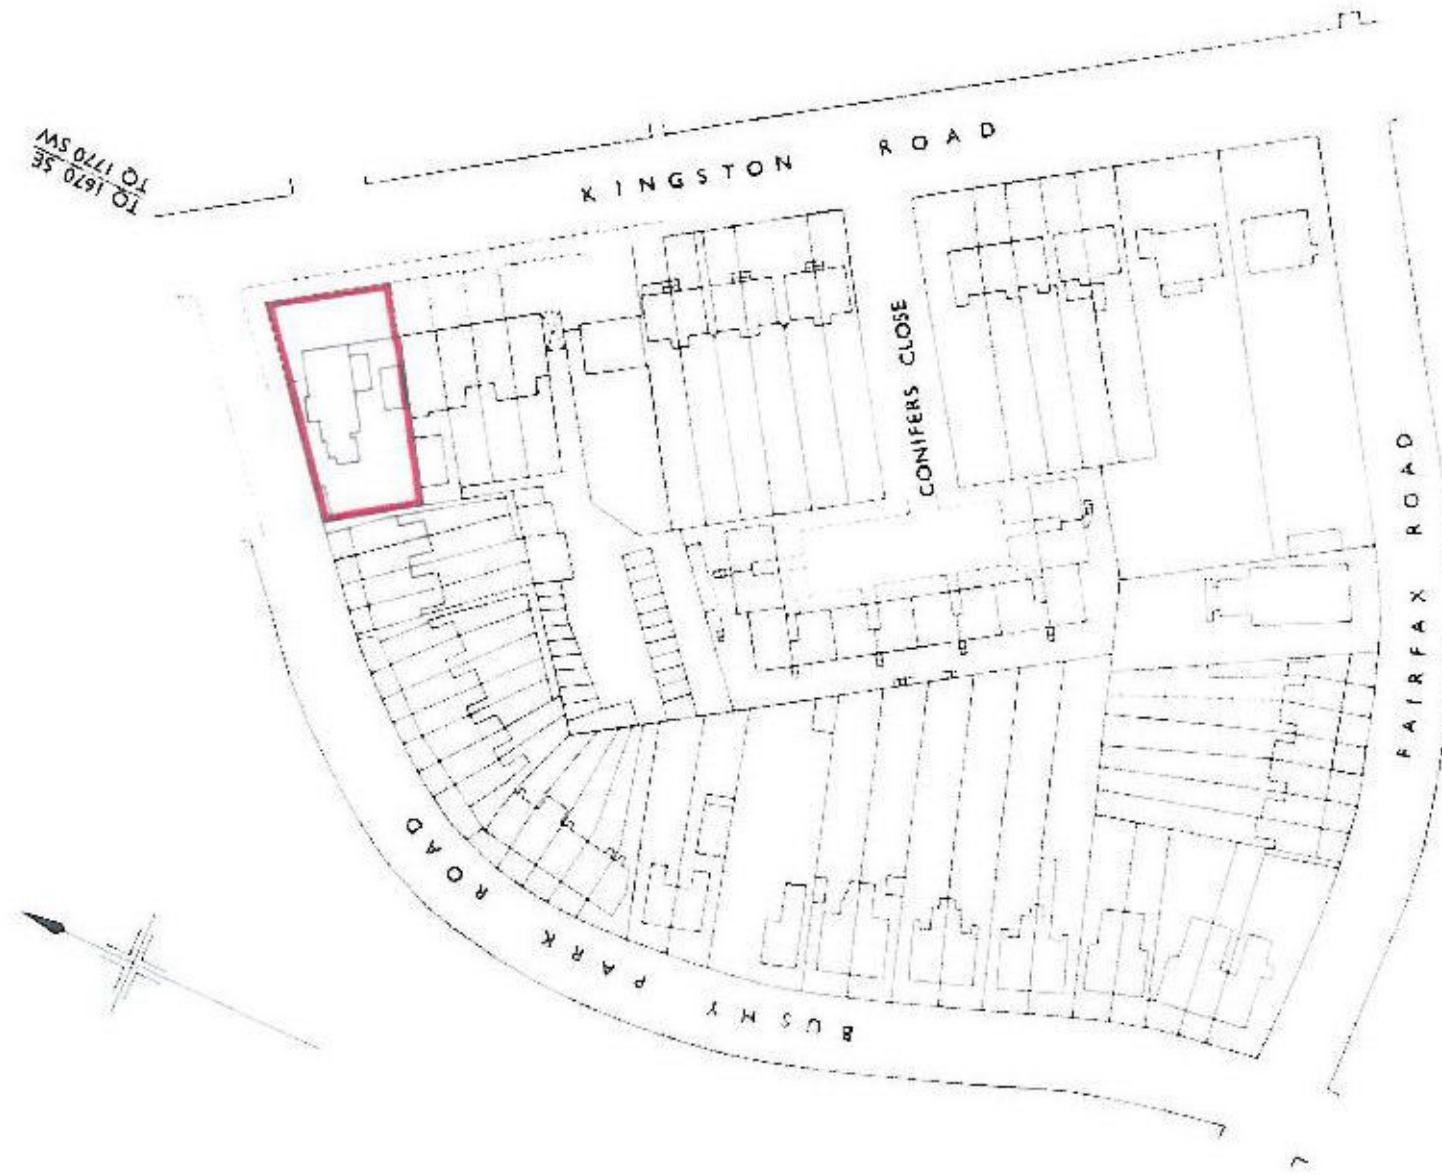 TQ 1670 SE
TQ 1770 SW
KINGSTON ROAD
CONIFERS CLOSE
FAIRFAX ROAD
BUSHY PARK ROAD